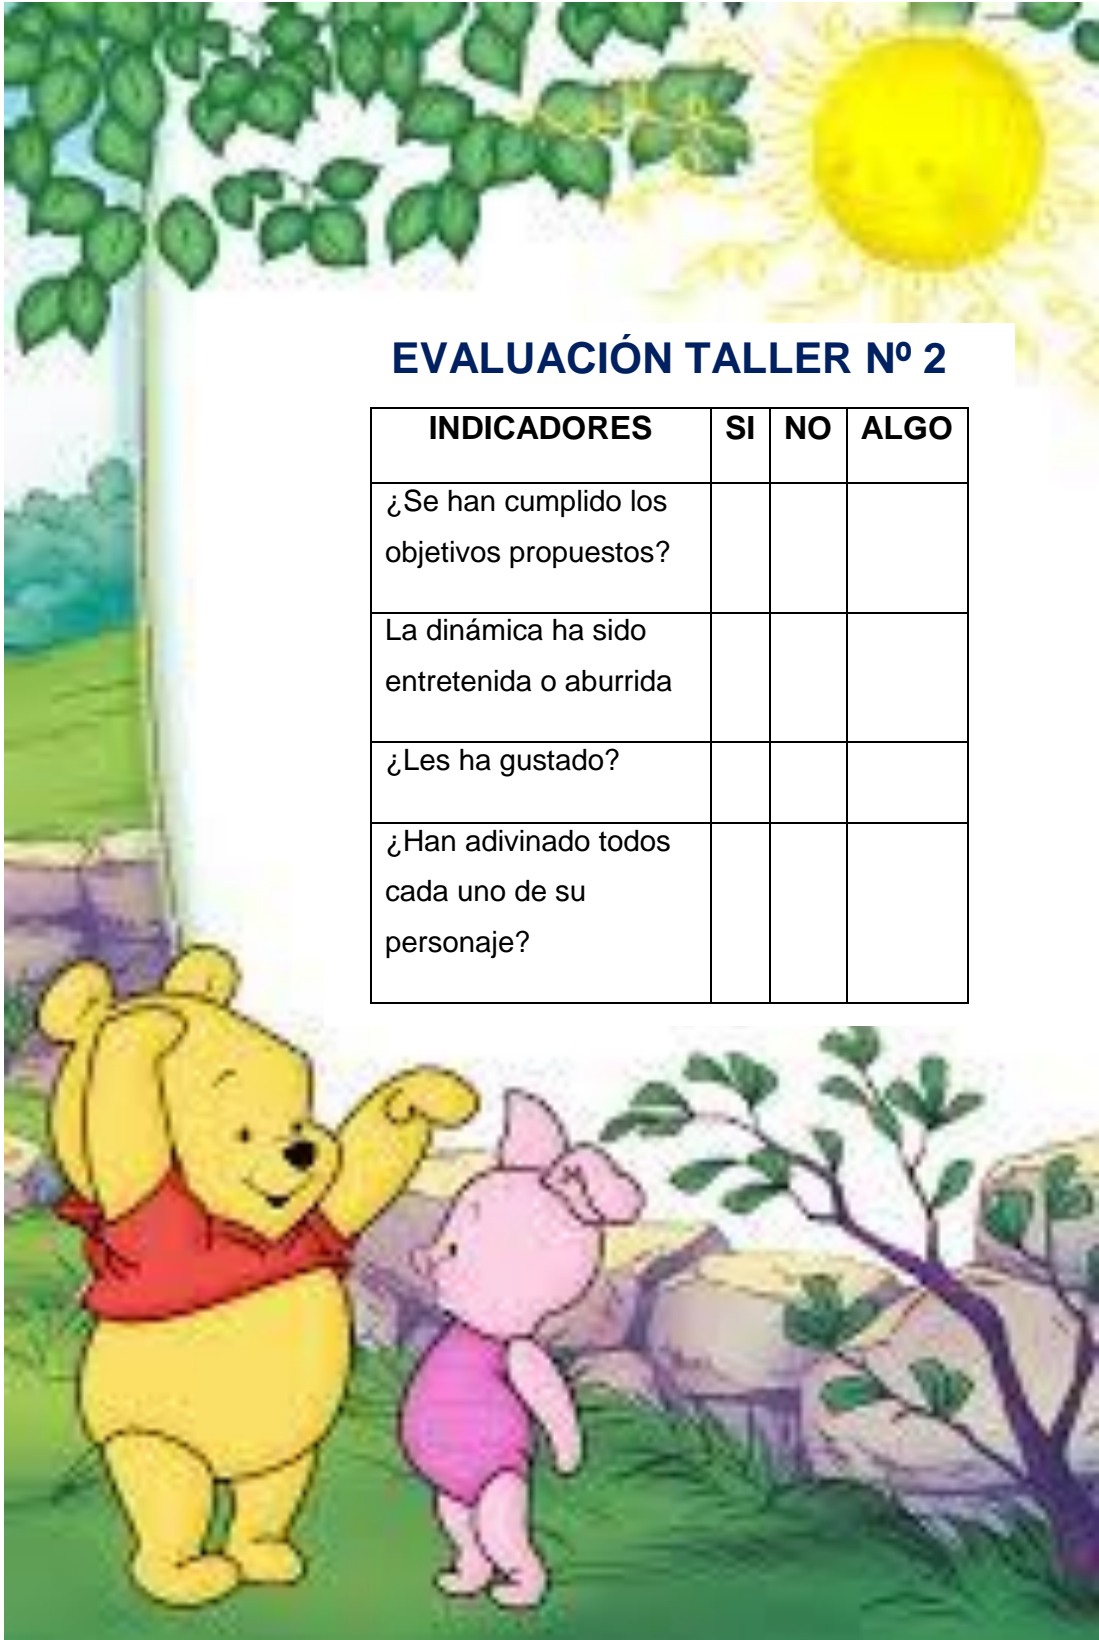 EVALUACIÓN TALLER Nº 2
INDICADORES SI NO ALGO
¿Se han cumplido los
objetivos propuestos?
La dinámica ha sido
entretenida o aburrida
¿Les ha gustado?
¿Han adivinado todos
cada uno de su
personaje?